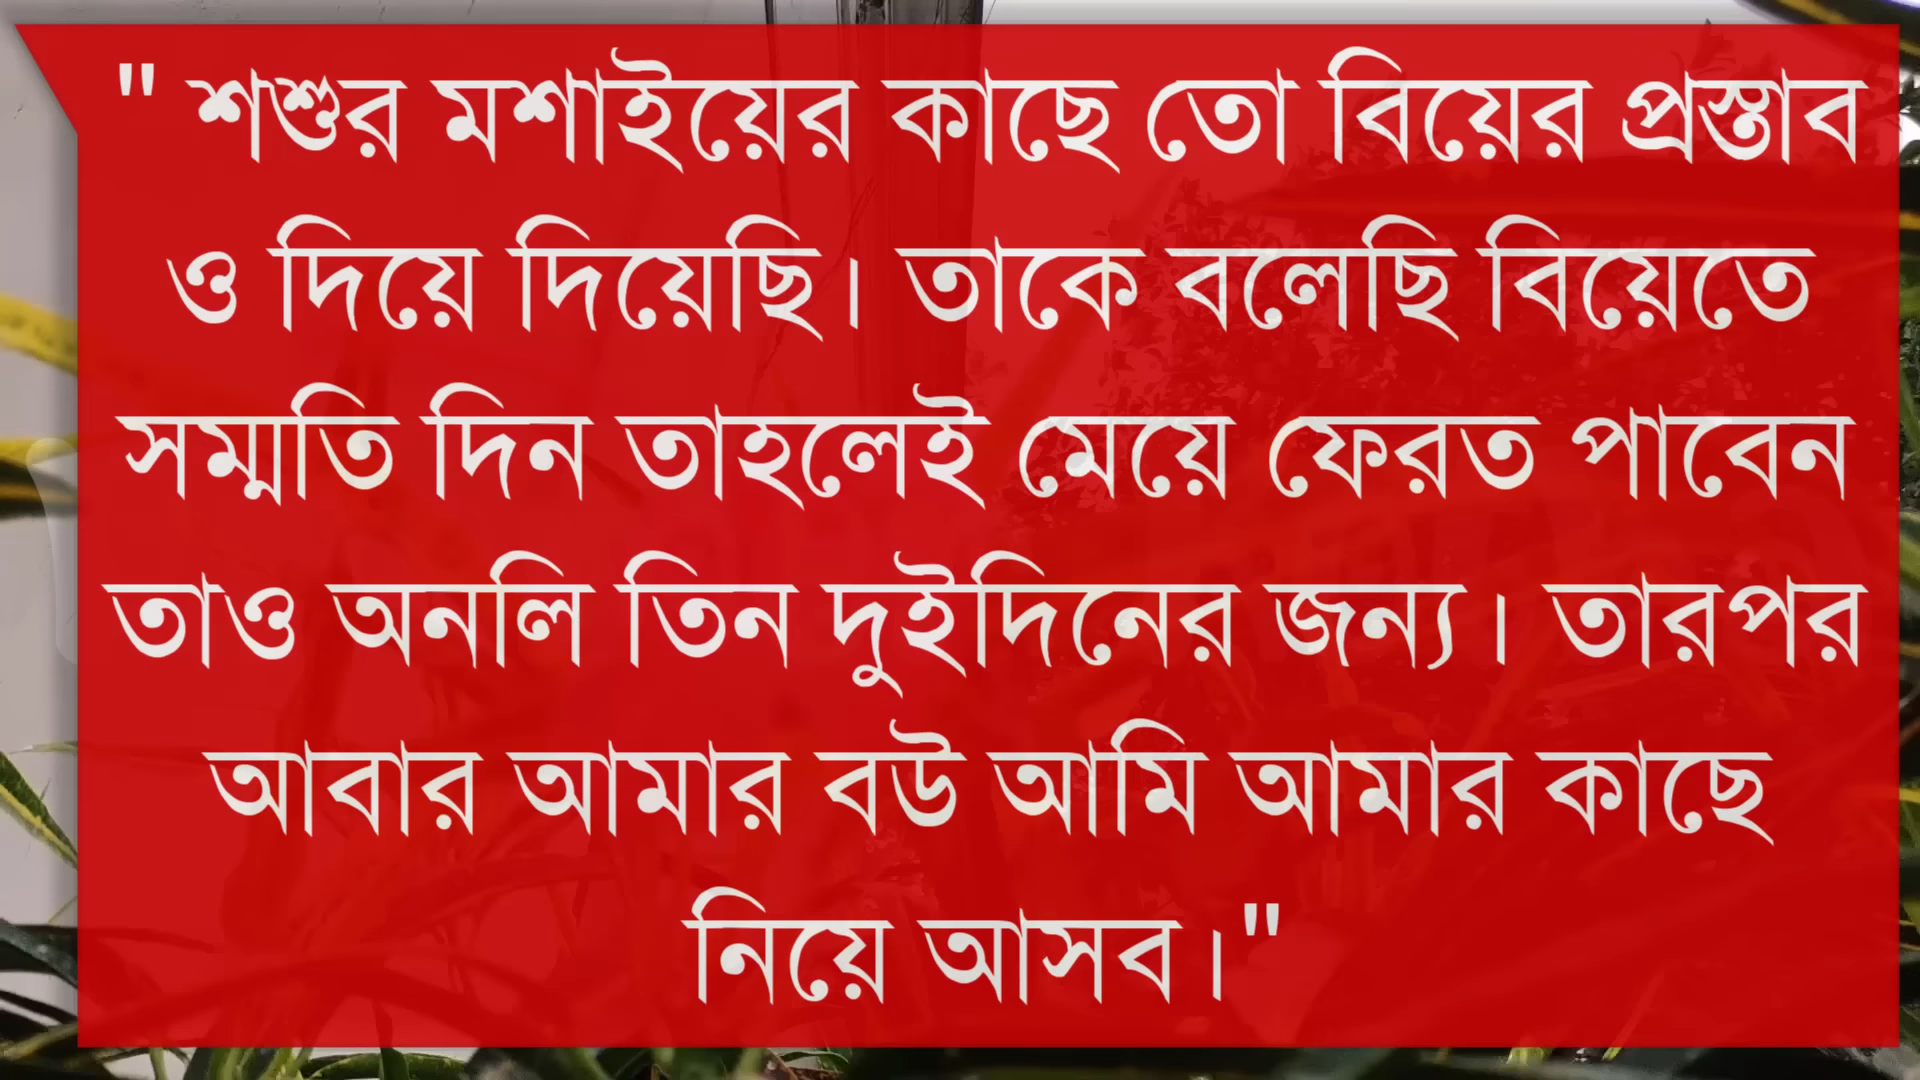 " শশুর মশাইয়ের কাছে তো বিয়ের প্রস্তাব
ও দিয়ে দিয়েছি। তাকে বলেছি বিয়েতে
সম্মতি দিন তাহলেই মেয়ে ফেরত পাবেন
তাও অনলি তিন দুইদিনের জন্য। তারপর
আবার আমার বউ আমি আমার কাছে
নিয়ে আসব।"